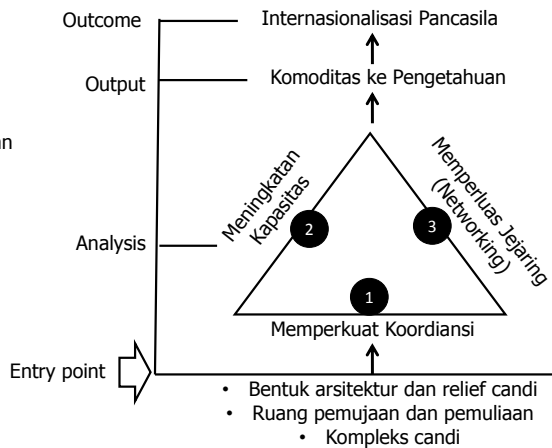 Outcome
Internasionalisasi Pancasila
Output
Komoditas ke Pengetahuan
an
Analysis
Meningkatan
Kapasitas
Memperluas Jejaring
(Networking)
2
3
1
Memperkuat Koordiansi
Entry point
• Bentuk arsitektur dan relief candi
• Ruang pemujaan dan pemuliaan
• Kompleks candi